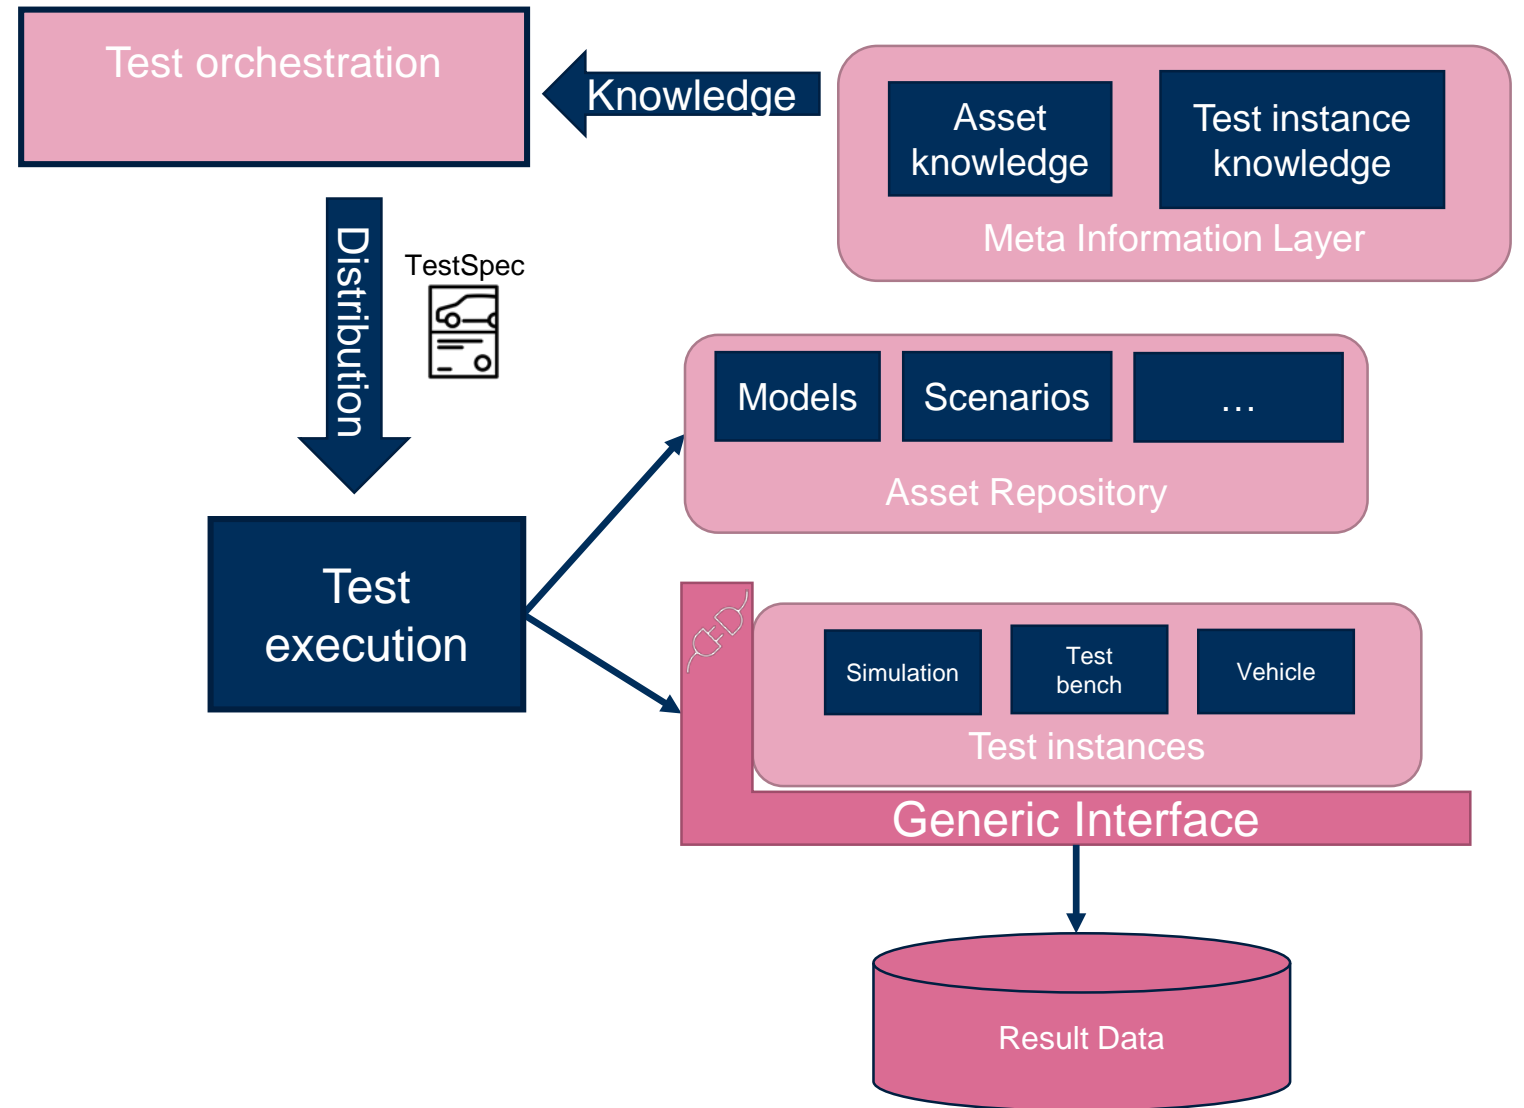 Test orchestration
Knowledge
Asset
knowledge
Test instance
knowledge
Meta Information Layer
Distribution
TestSpec
Models
Scenarios
...
Asset Repository
Test
execution
Simulation
Test
bench
Vehicle
Test instances
Generic Interface
Result Data